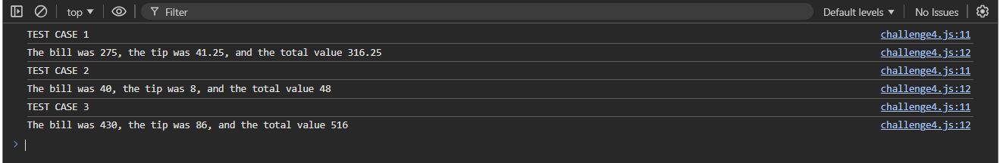 top Filter Default levels No Issues
TEST CASE 1 challenge4.js:11
The bill was 275, the tip was 41.25, and the total value 316.25 challenge4.js:12
TEST CASE 2 challenge4.js:11
The bill was 40, the tip was 8, and the total value 48 challenge4.js:12
TEST CASE 3 challenge4.js:11
The bill was 430, the tip was 86, and the total value 516 challenge4.js:12